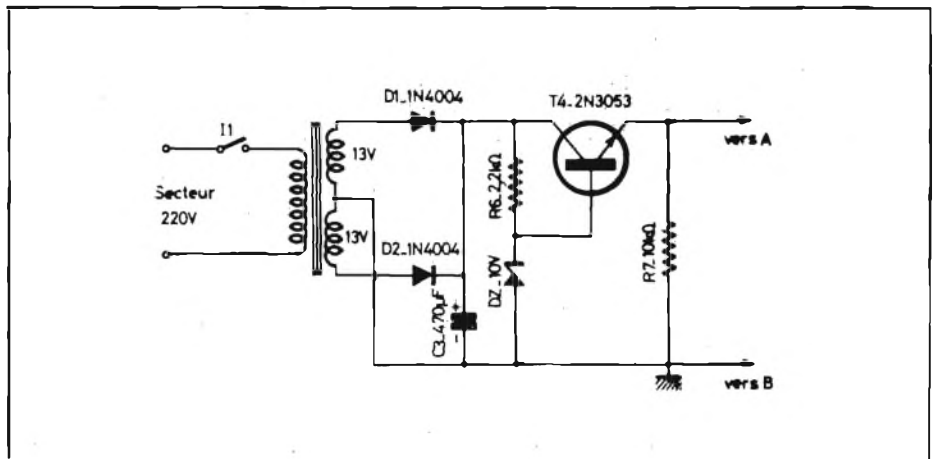 D1_1N4004
T4_2N3053
I1
13V
vers A
Secteur
220V
R6_2,2kΩ
R7_10kΩ
13V
D2_1N4004
DZ_10V
C3_470µF
+
-
vers B